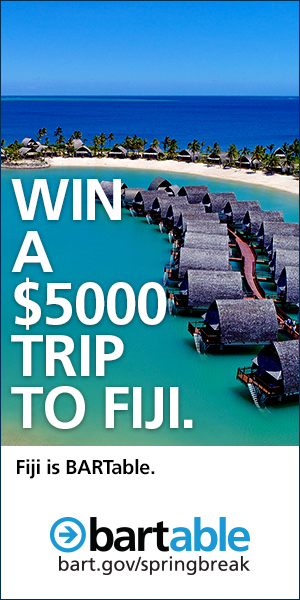 WIN
A
$5000
TRIP
TO FIJI.
Fiji is BARTable.
bartable
bart.gov/springbreak